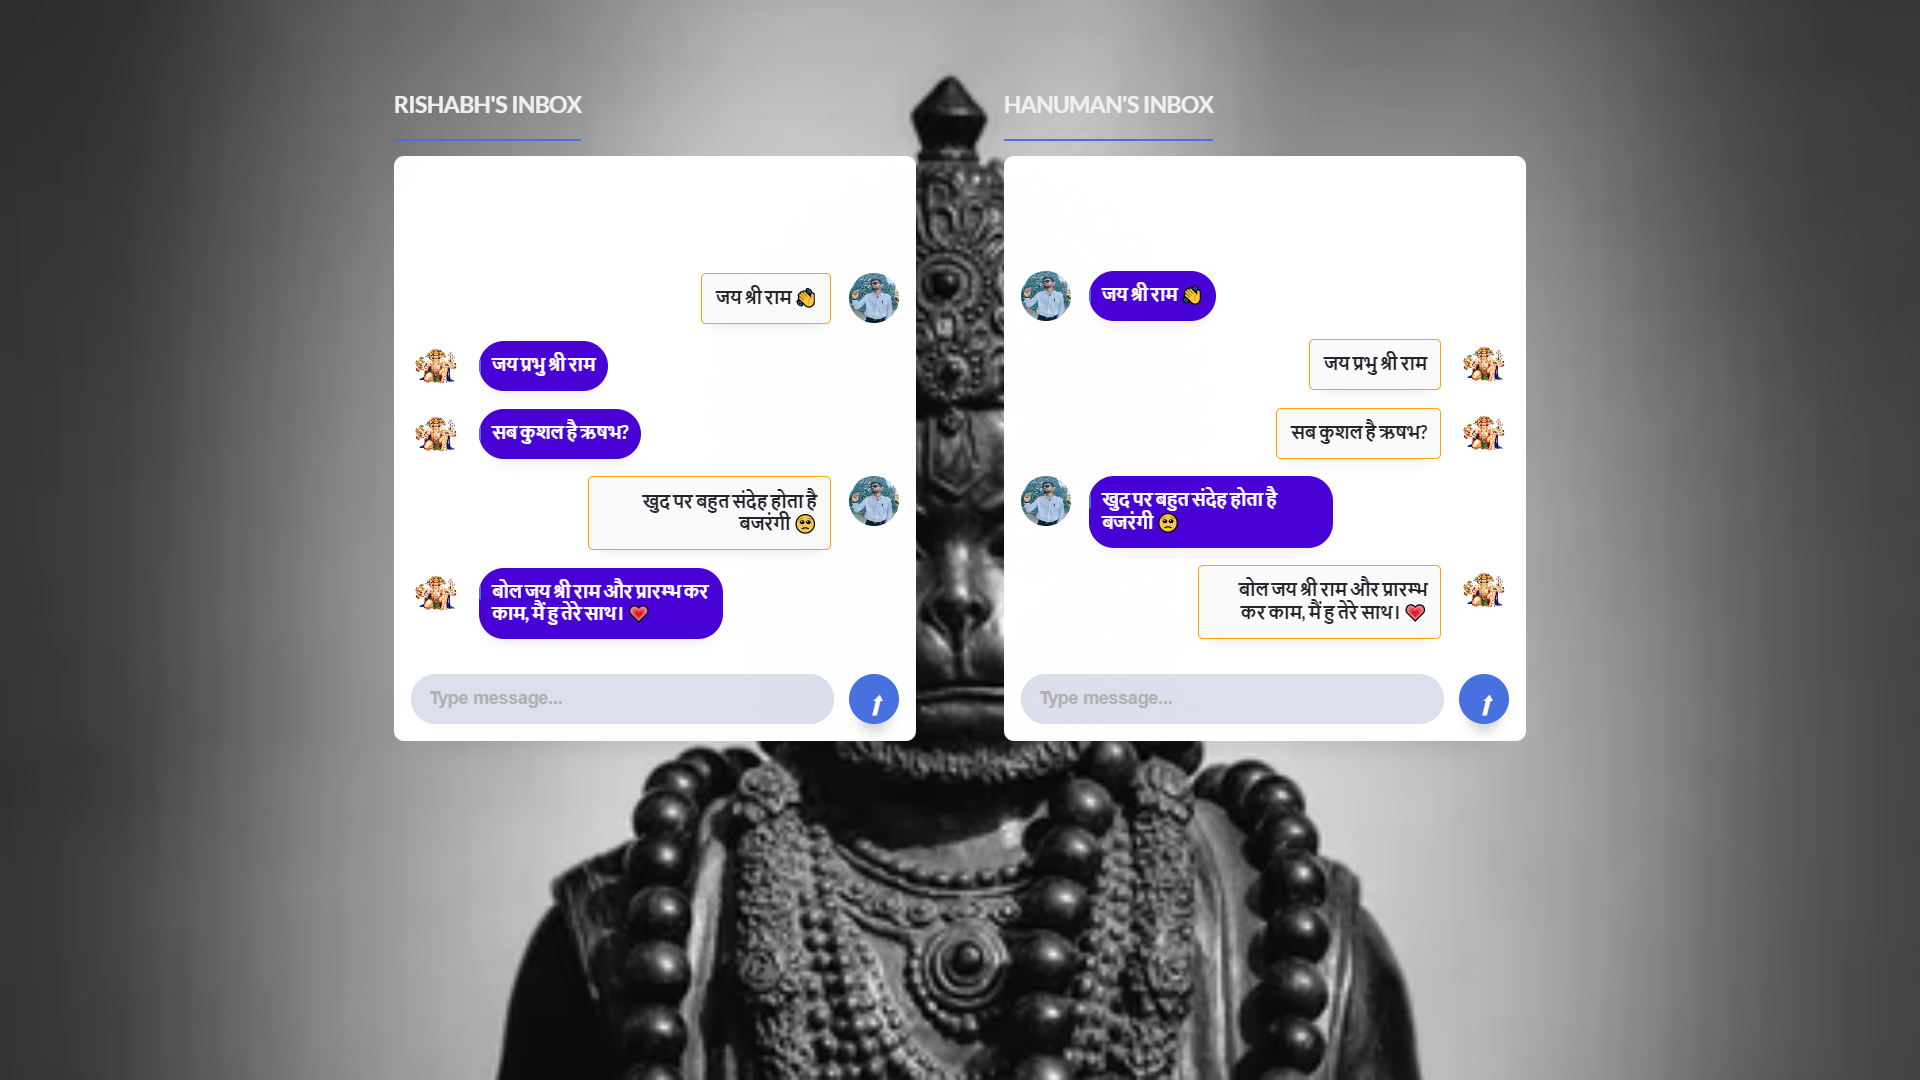 RISHABH'S INBOX
जय श्री राम 👏
जय प्रभु श्री राम
सब कुशल है ऋषभ?
खुद पर बहुत संदेह होता है
बजरंगी 🥺
बोल जय श्री राम और प्रारम्भ कर
काम, मैं हु तेरे साथ। 💗
Type message...
HANUMAN'S INBOX
जय श्री राम 👏
जय प्रभु श्री राम
सब कुशल है ऋषभ?
खुद पर बहुत संदेह होता है
बजरंगी 🥺
बोल जय श्री राम और प्रारम्भ
कर काम, मैं हु तेरे साथ। 💗
Type message...